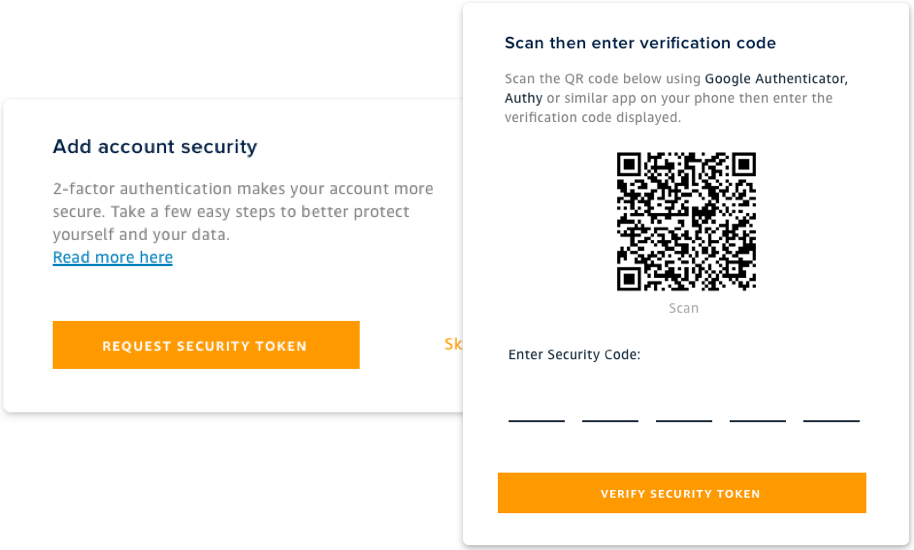 Add account security
2-factor authentication makes your account more
secure. Take a few easy steps to better protect
yourself and your data.
Read more here
REQUEST SECURITY TOKEN
Sk
Scan then enter verification code
Scan the QR code below using Google Authenticator,
Authy or similar app on your phone then enter the
verification code displayed.
Scan
Enter Security Code:
VERIFY SECURITY TOKEN